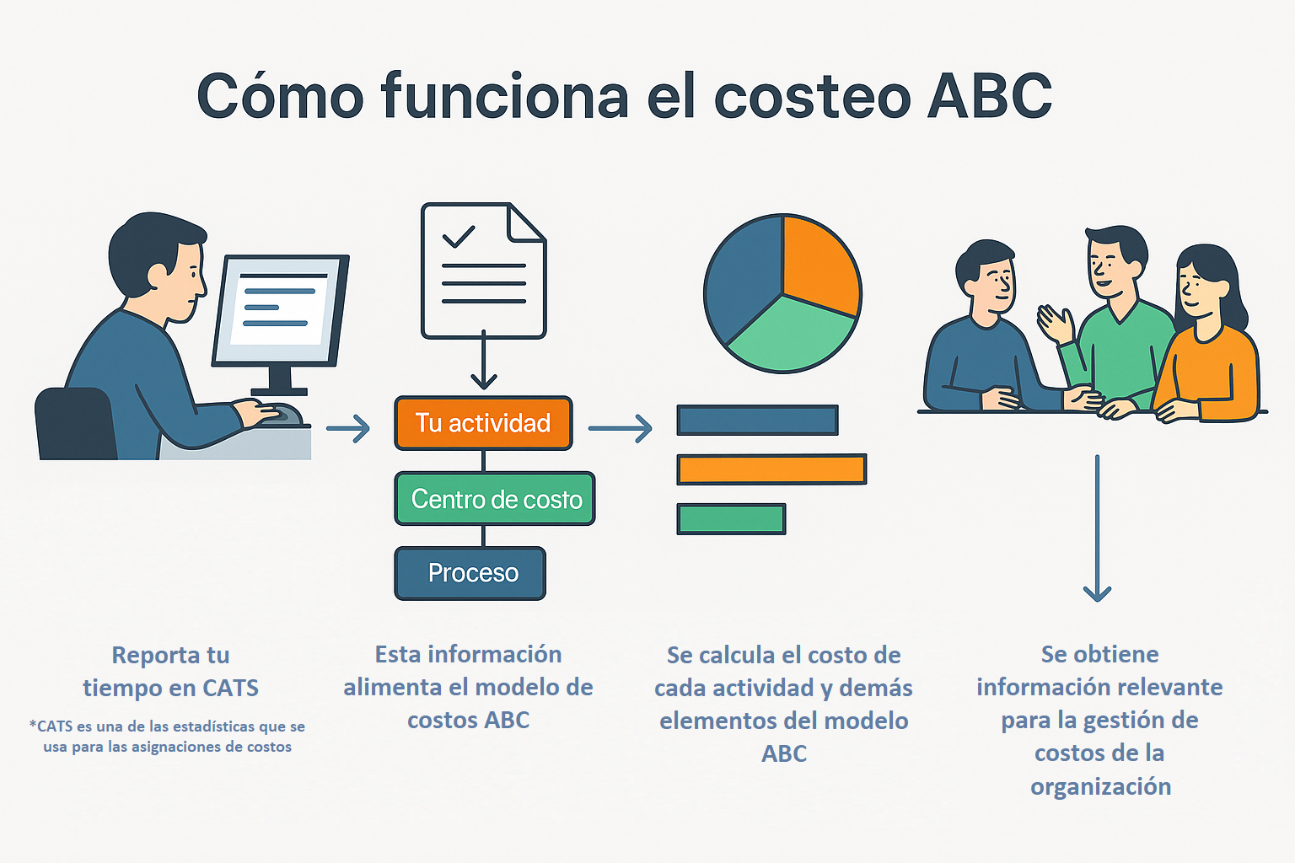 Cómo funciona el costeo ABC
Tu actividad
Centro de costo
Proceso
Reporta tu
tiempo en CATS
*CATS es una de las estadísticas que se
usa para las asignaciones de costos
Esta información
alimenta el modelo de
costos ABC
Se calcula el costo de
cada actividad y demás
elementos del modelo
ABC
Se obtiene
información relevante
para la gestión de
costos de la
organización